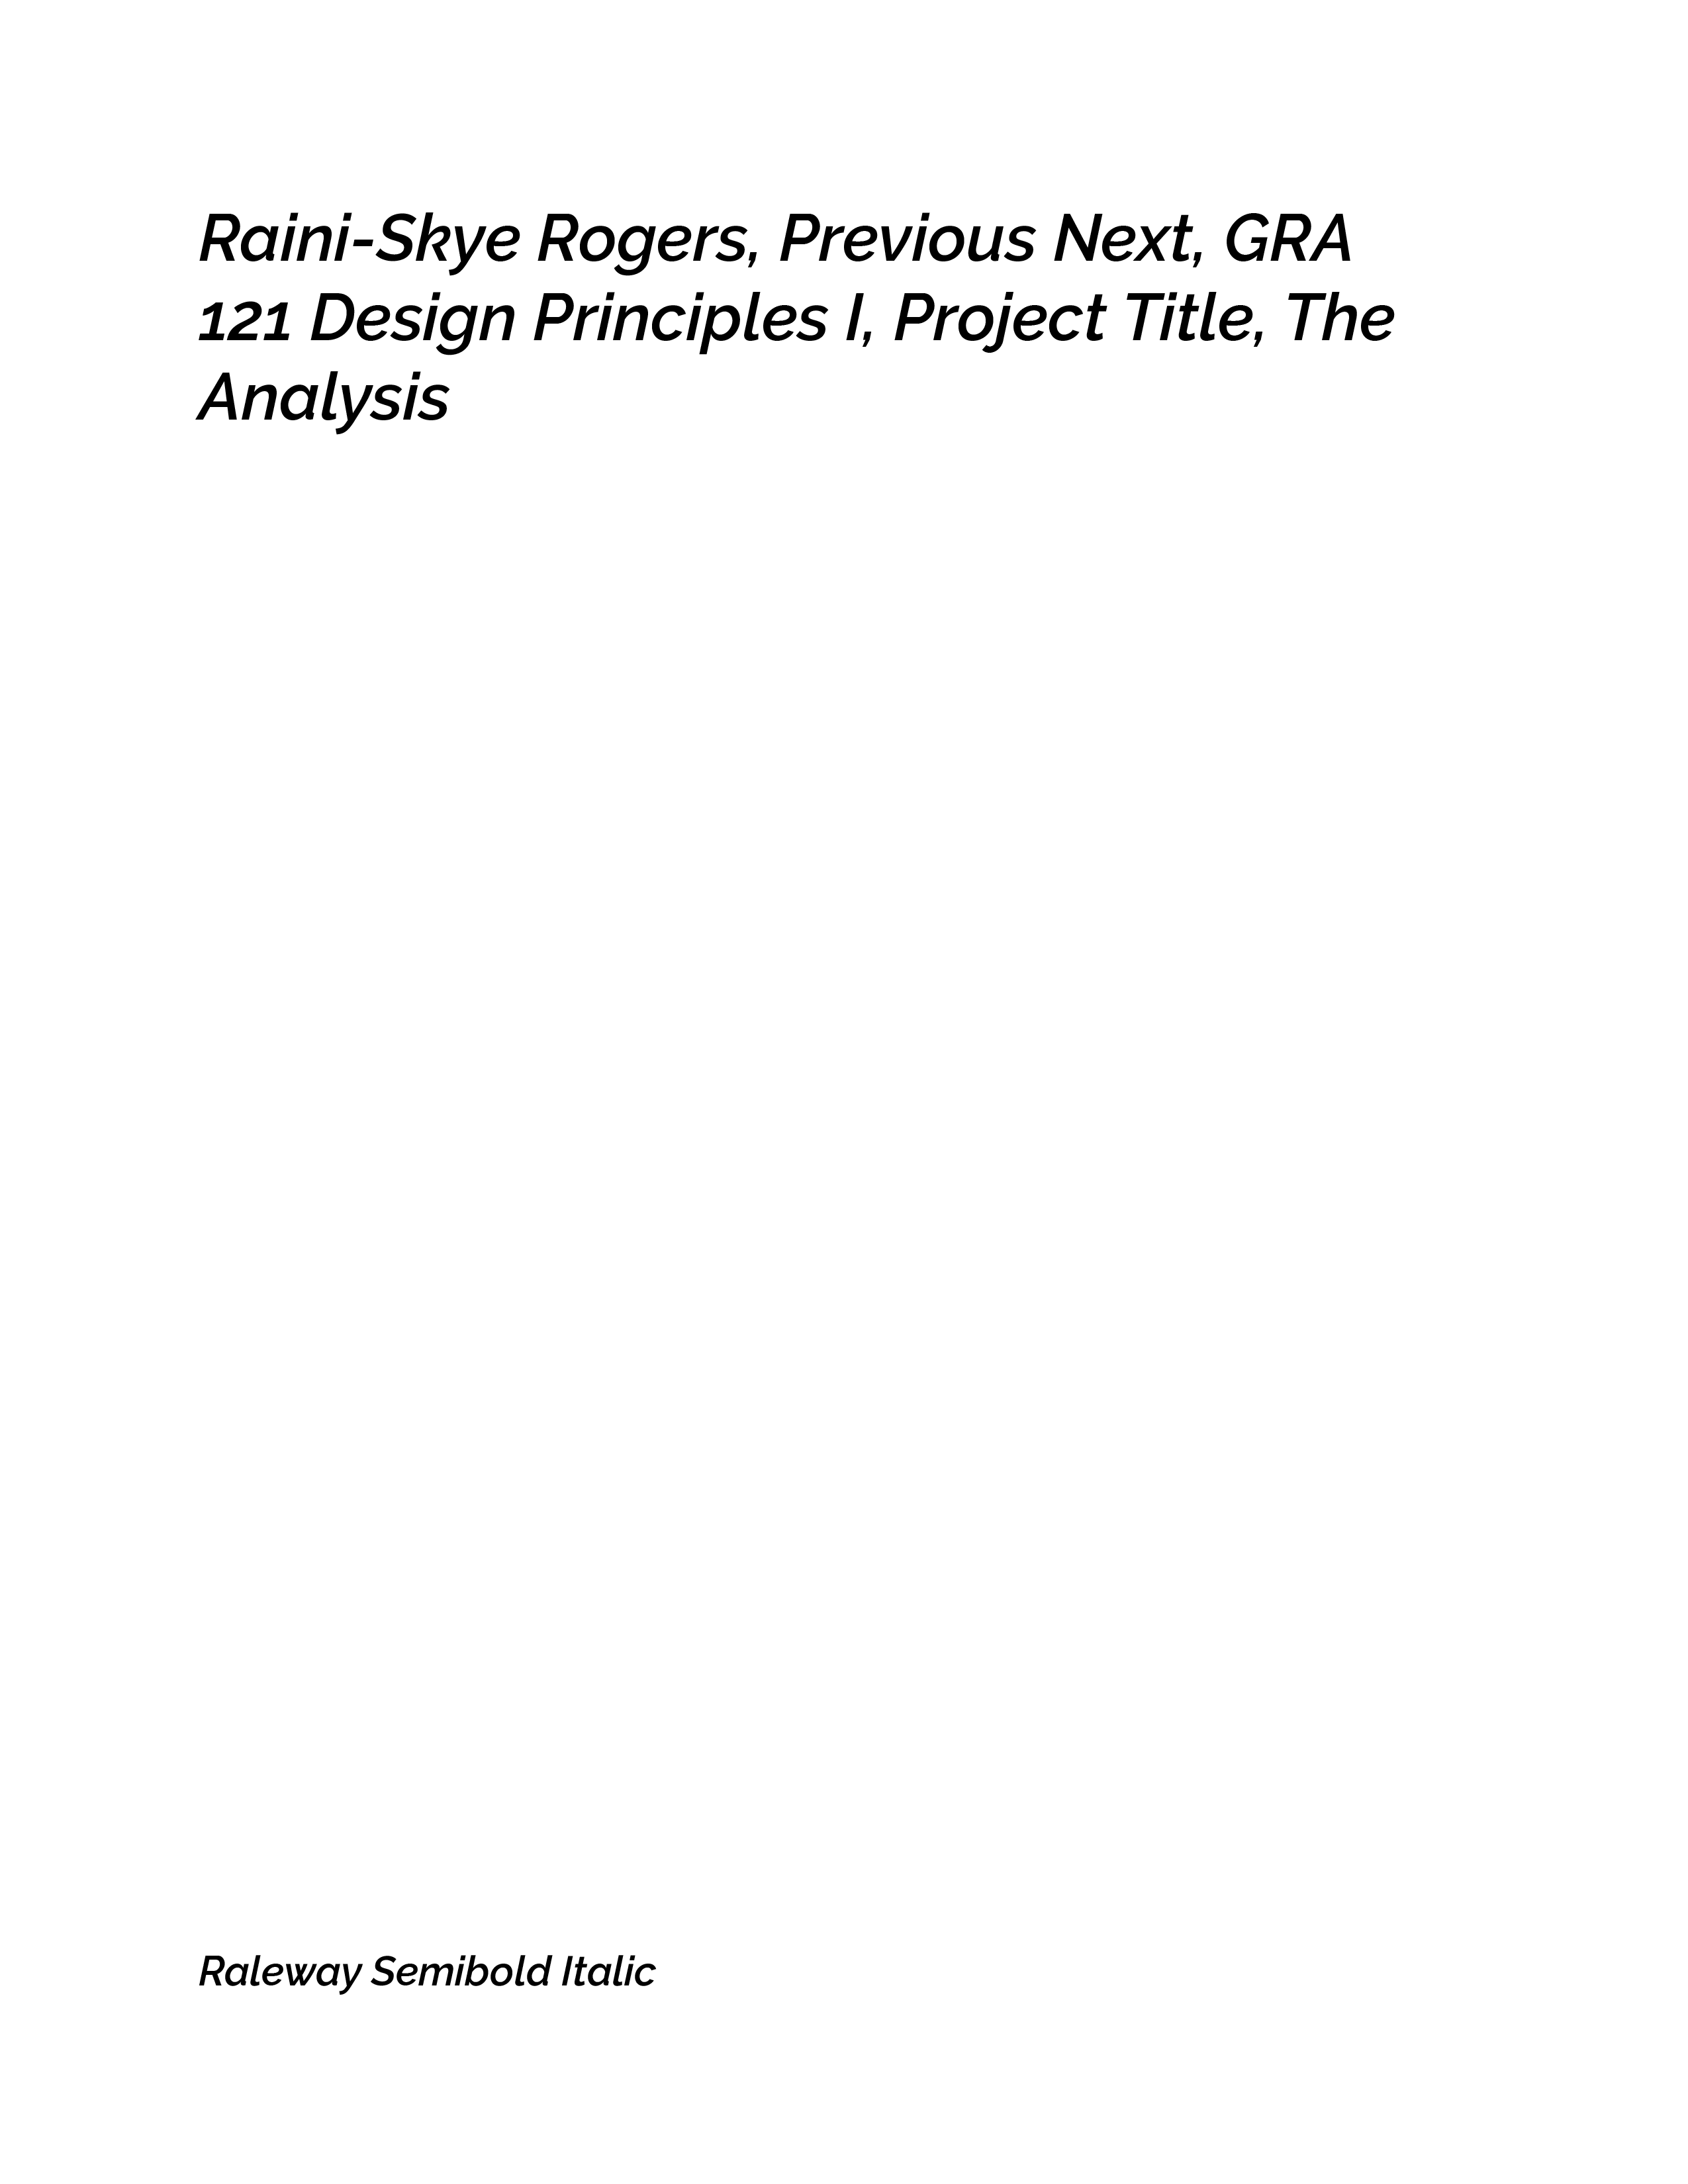 Raini-Skye Rogers, Previous Next, GRA
121 Design Principles I, Project Title, The
Analysis
Raleway Semibold Italic